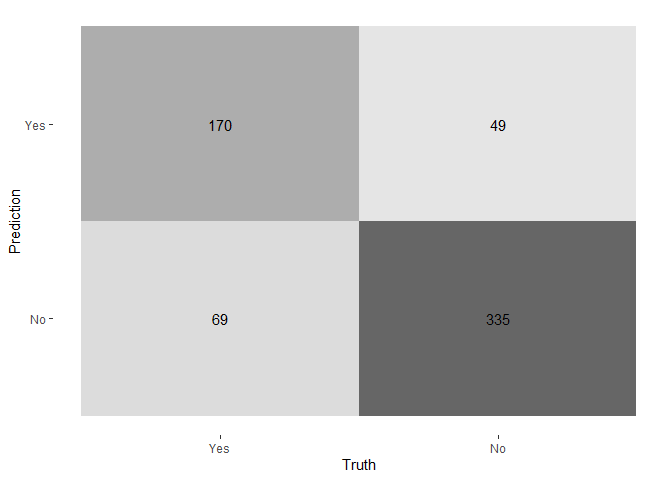 Yes
170
49
Prediction
No
69
335
Yes
No
Truth